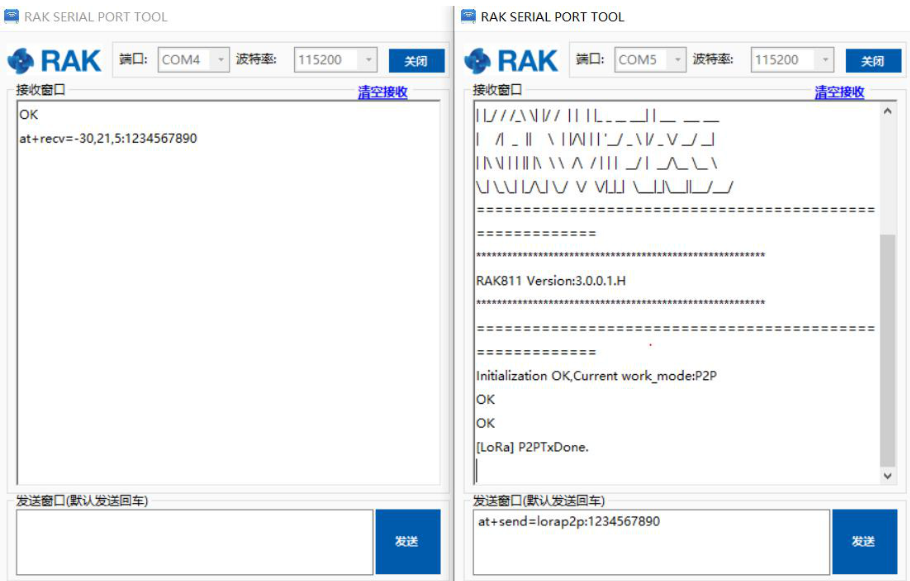 RAK SERIAL PORT TOOL
RAK
端口:
COM4
波特率:
115200
关闭
接收窗口
清空接收
OK
at+recv=-30,21,5:1234567890
发送窗口(默认发送回车)
发送
RAK SERIAL PORT TOOL
RAK
端口:
COM5
波特率:
115200
关闭
接收窗口
清空接收
===========================================
=============
********************************************************
RAK811 Version:3.0.0.1.H
********************************************************
===========================================
=============
Initialization OK,Current work_mode:P2P
OK
OK
[LoRa] P2PTxDone.
发送窗口(默认发送回车)
at+send=lorap2p:1234567890
发送